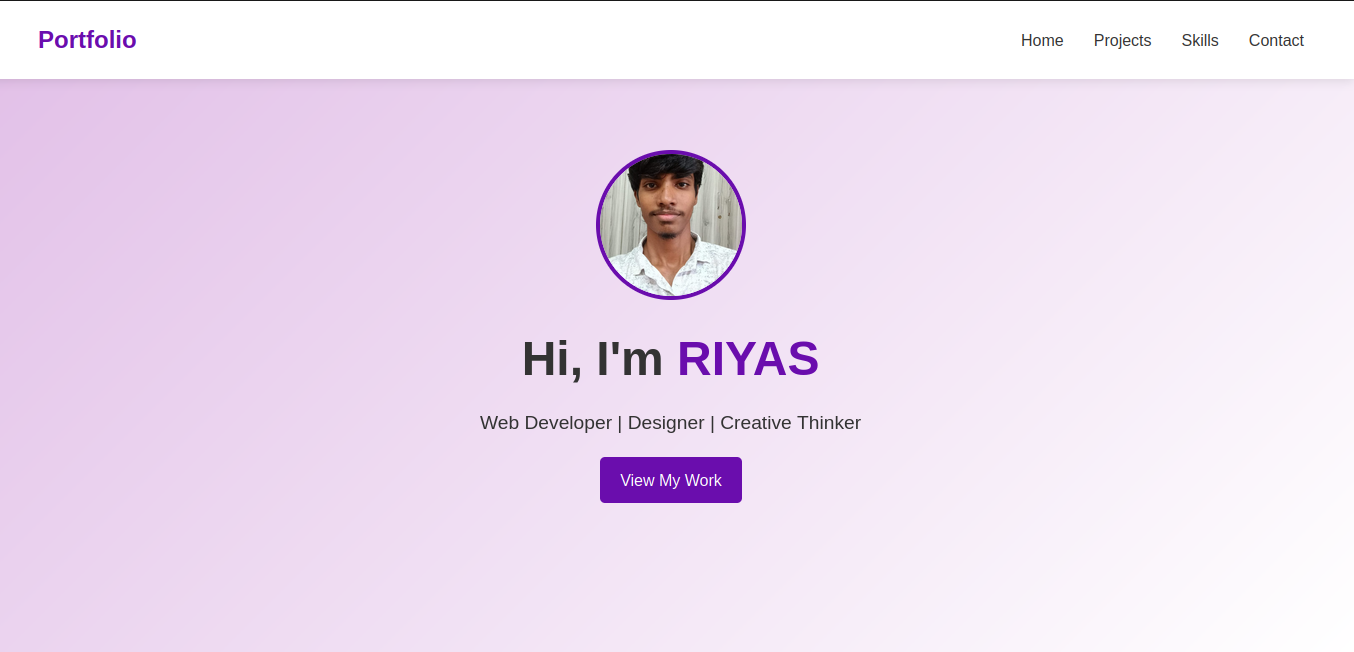 Portfolio
Home Projects Skills Contact
Hi, I'm RIYAS
Web Developer | Designer | Creative Thinker
View My Work